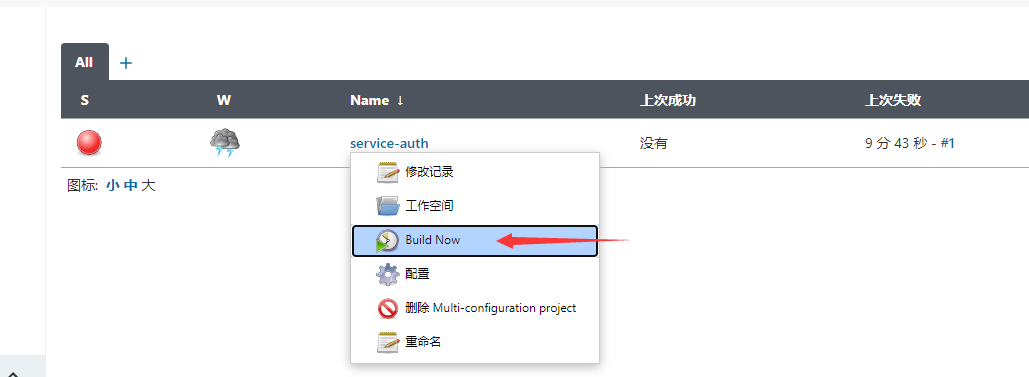 All +
S W Name ↓ 上次成功 上次失败
service-auth 没有 9 分 43 秒 - #1
修改记录
图标: 小 中 大
工作空间
Build Now
配置
删除 Multi-configuration project
重命名